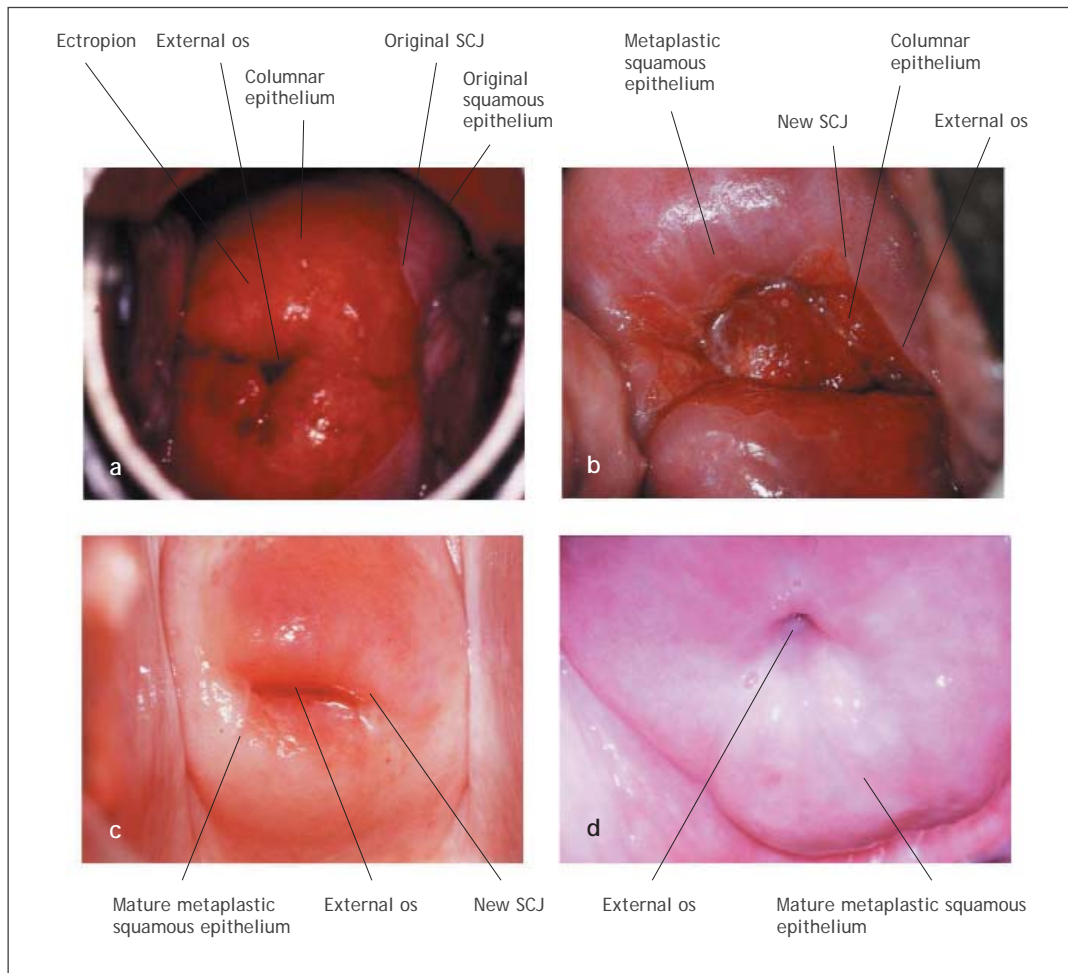 Ectropion
External os
Columnar
epithelium
Original SCJ
Original
squamous
epithelium
Metaplastic
squamous
epithelium
New SCJ
Columnar
epithelium
External os
a
b
c
d
Mature metaplastic
squamous epithelium
External os
New SCJ
External os
Mature metaplastic squamous
epithelium